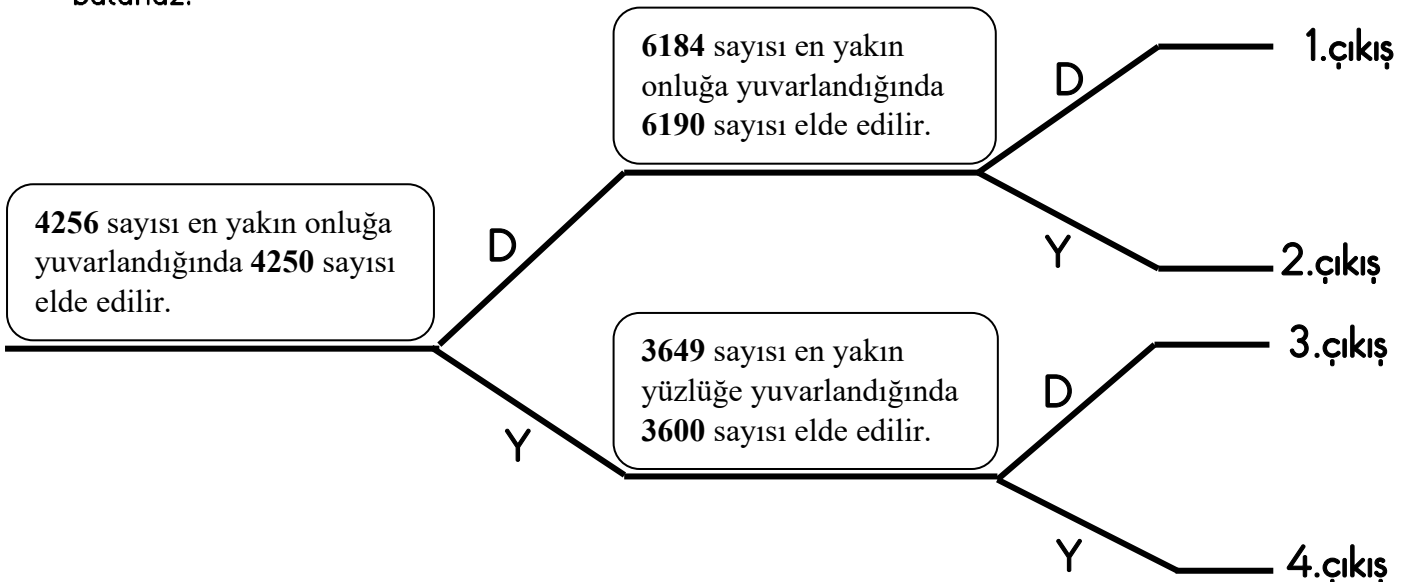 6184 sayısı en yakın
onluğa yuvarlandığında
6190 sayısı elde edilir.
D
1.çıkış
Y
2.çıkış
4256 sayısı en yakın onluğa
yuvarlandığında 4250 sayısı
elde edilir.
D
Y
3649 sayısı en yakın
yüzlüğe yuvarlandığında
3600 sayısı elde edilir.
D
3.çıkış
Y
4.çıkış